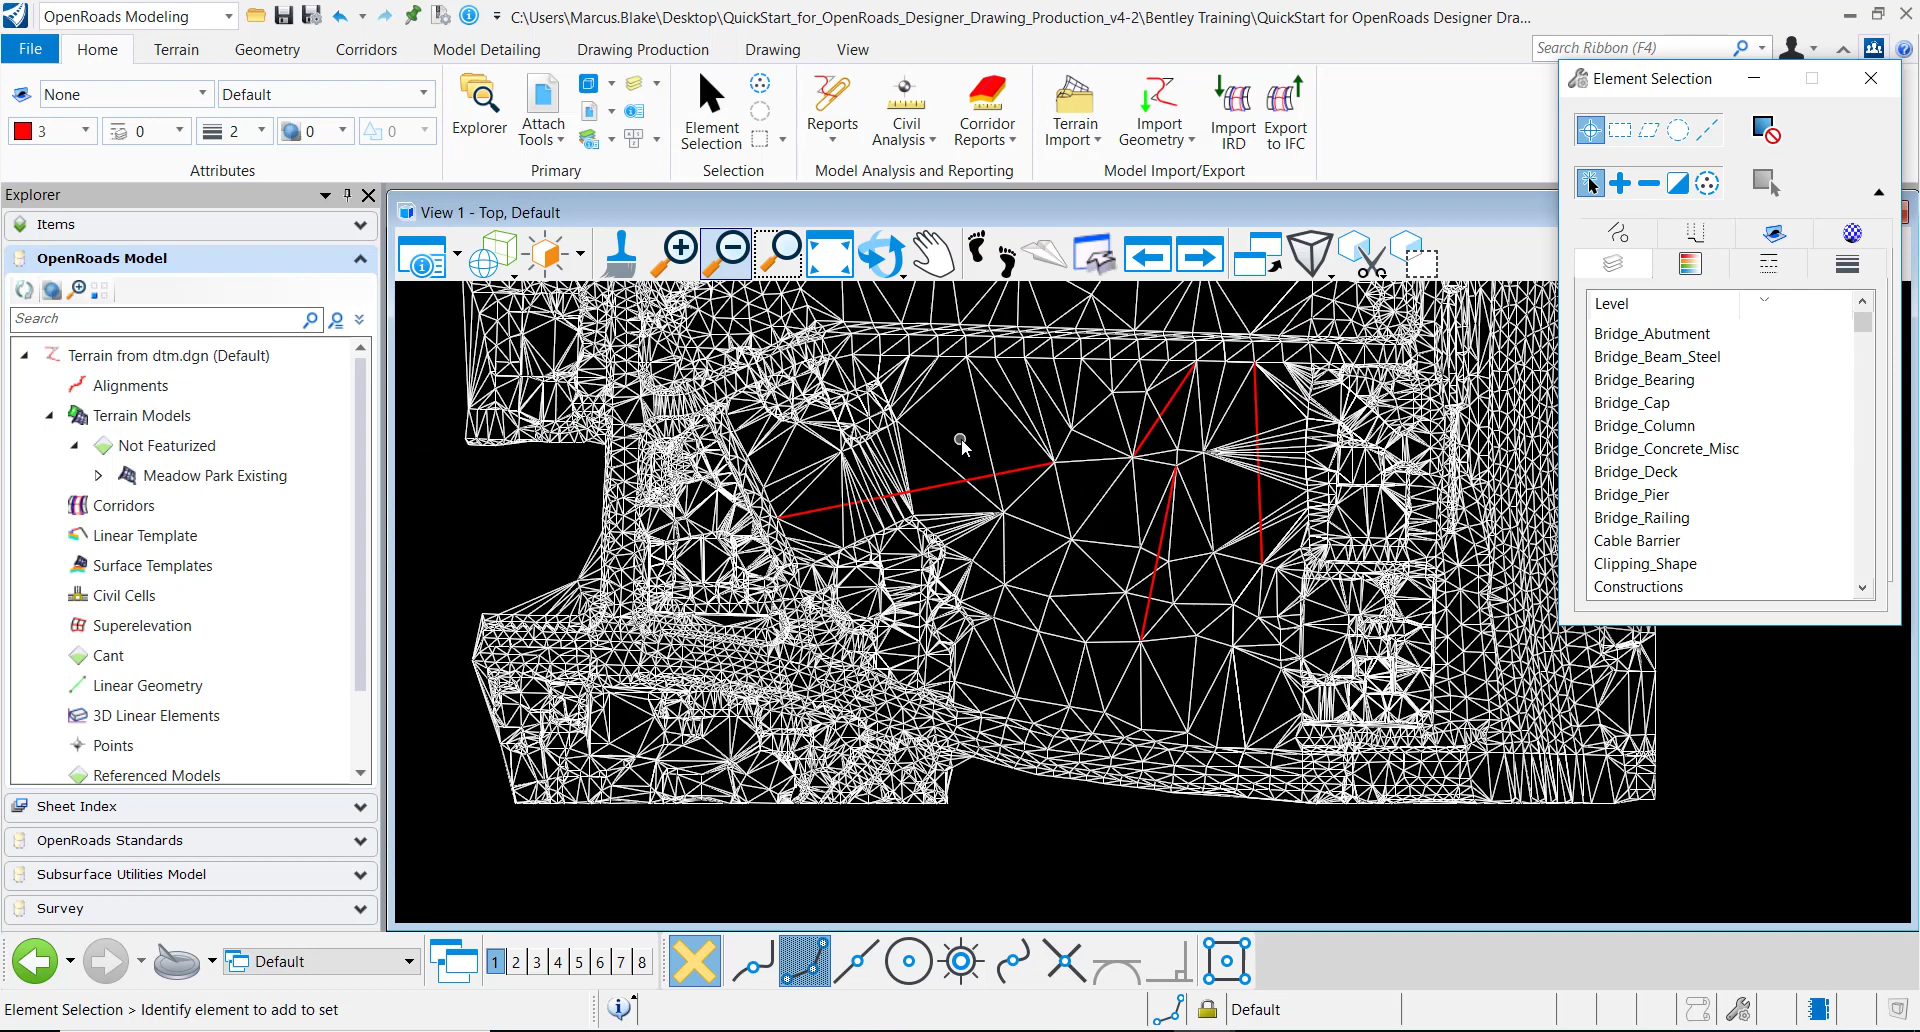 OpenRoads Modeling
C:\Users\Marcus.Blake\Desktop\QuickStart_for_OpenRoads_Designer_Drawing_Production_v4-2\Bentley Training\QuickStart for OpenRoads Designer Dra...
File Home Terrain Geometry Corridors Model Detailing Drawing Production Drawing View
Search Ribbon (F4)
None Default
3 0 2 0 0
Attributes
Explorer Attach Tools
Primary
Element Selection
Selection
Reports Civil Analysis Corridor Reports
Model Analysis and Reporting
Terrain Import Import Geometry Import IRD Export to IFC
Model Import/Export
Explorer
Items
OpenRoads Model
Search
Terrain from dtm.dgn (Default)
Alignments
Terrain Models
Not Featurized
Meadow Park Existing
Corridors
Linear Template
Surface Templates
Civil Cells
Superelevation
Cant
Linear Geometry
3D Linear Elements
Points
Referenced Models
Sheet Index
OpenRoads Standards
Subsurface Utilities Model
Survey
View 1 - Top, Default
Element Selection
Level
Bridge_Abutment
Bridge_Beam_Steel
Bridge_Bearing
Bridge_Cap
Bridge_Column
Bridge_Concrete_Misc
Bridge_Deck
Bridge_Pier
Bridge_Railing
Cable Barrier
Clipping_Shape
Constructions
Default
1 2 3 4 5 6 7 8
Element Selection > Identify element to add to set
Default